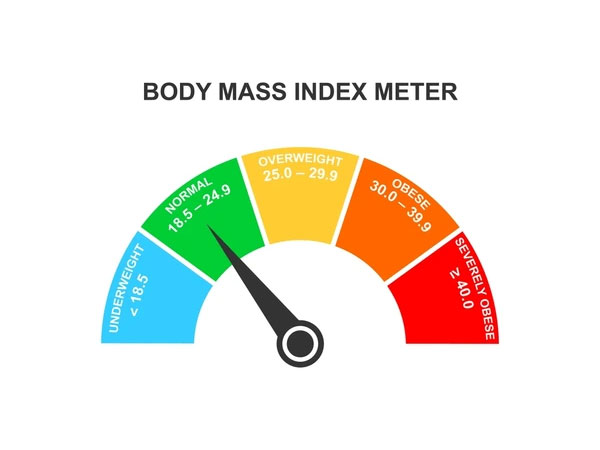 BODY MASS INDEX METER
UNDERWEIGHT
< 18.5
NORMAL
18.5 – 24.9
OVERWEIGHT
25.0 – 29.9
OBESE
30.0 – 39.9
SEVERELY OBESE
≥ 40.0